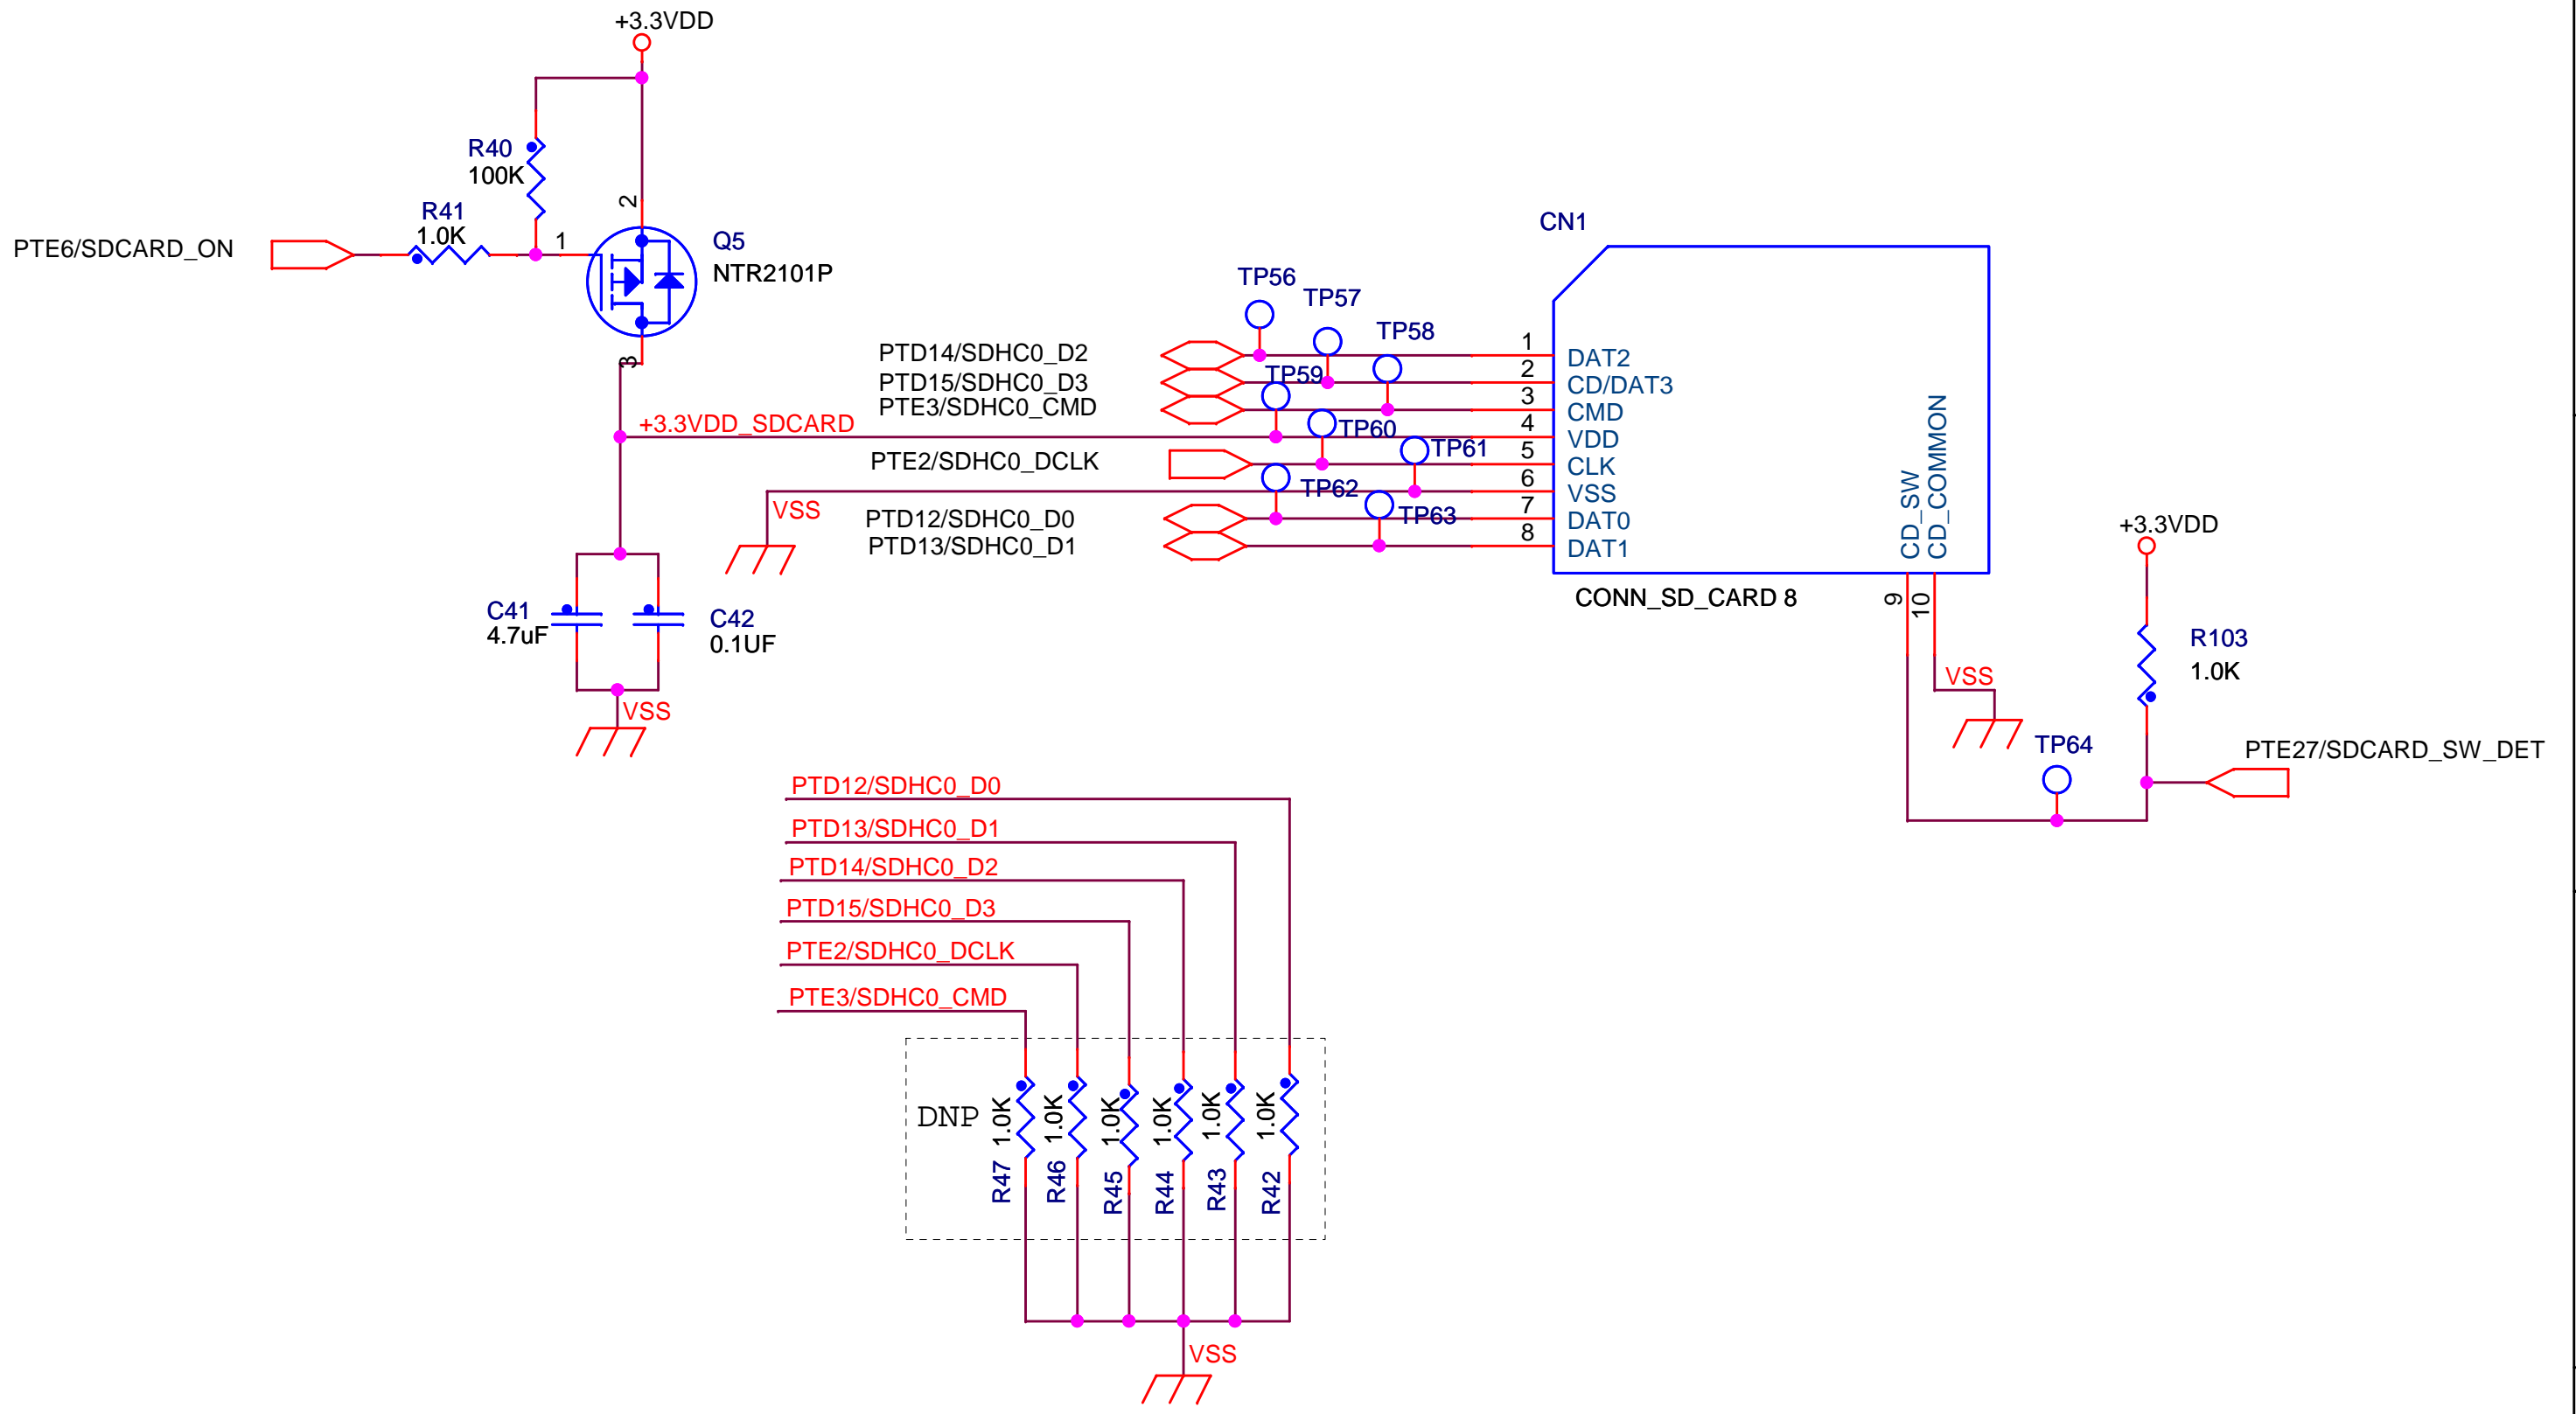 +3.3VDD
R40
100K
R41
1.0K
PTE6/SDCARD_ON
1
2
3
Q5
NTR2101P
+3.3VDD_SDCARD
C41
4.7uF
C42
0.1UF
VSS
CN1
TP56
TP57
TP58
TP59
TP60
TP61
TP62
TP63
PTD14/SDHC0_D2
PTD15/SDHC0_D3
PTE3/SDHC0_CMD
PTE2/SDHC0_DCLK
VSS
PTD12/SDHC0_D0
PTD13/SDHC0_D1
1 DAT2
2 CD/DAT3
3 CMD
4 VDD
5 CLK
6 VSS
7 DAT0
8 DAT1
CD_SW
CD_COMMON
CONN_SD_CARD 8
9
10
VSS
+3.3VDD
R103
1.0K
TP64
PTE27/SDCARD_SW_DET
PTD12/SDHC0_D0
PTD13/SDHC0_D1
PTD14/SDHC0_D2
PTD15/SDHC0_D3
PTE2/SDHC0_DCLK
PTE3/SDHC0_CMD
DNP
1.0K
1.0K
1.0K
1.0K
1.0K
1.0K
R47
R46
R45
R44
R43
R42
VSS